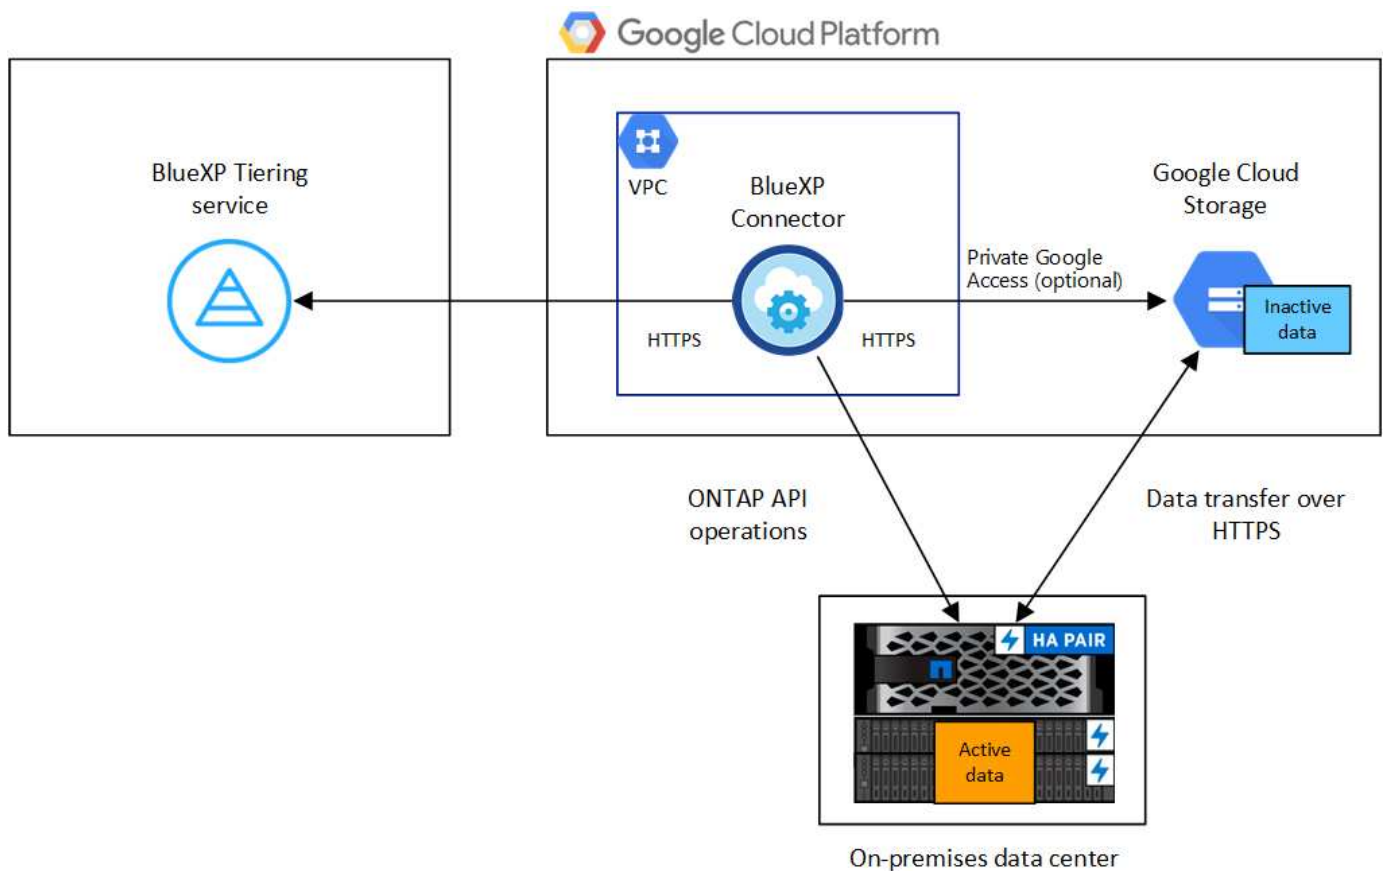 Google Cloud Platform
BlueXP Tiering
service
VPC
BlueXP
Connector
Google Cloud
Storage
Private Google
Access (optional)
Inactive
data
HTTPS
HTTPS
ONTAP API
operations
Data transfer over
HTTPS
HA PAIR
Active
data
On-premises data center